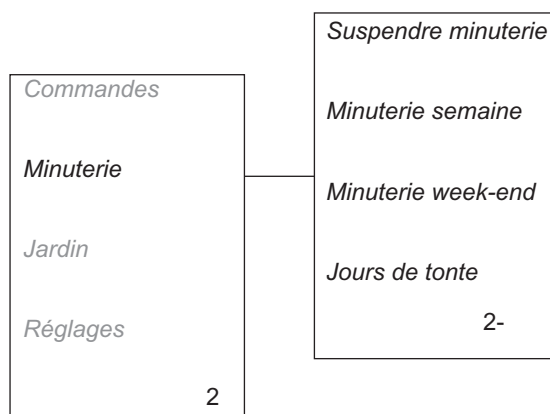 Commandes
Minuterie
Jardin
Réglages
2
Suspendre minuterie
Minuterie semaine
Minuterie week-end
Jours de tonte
2-